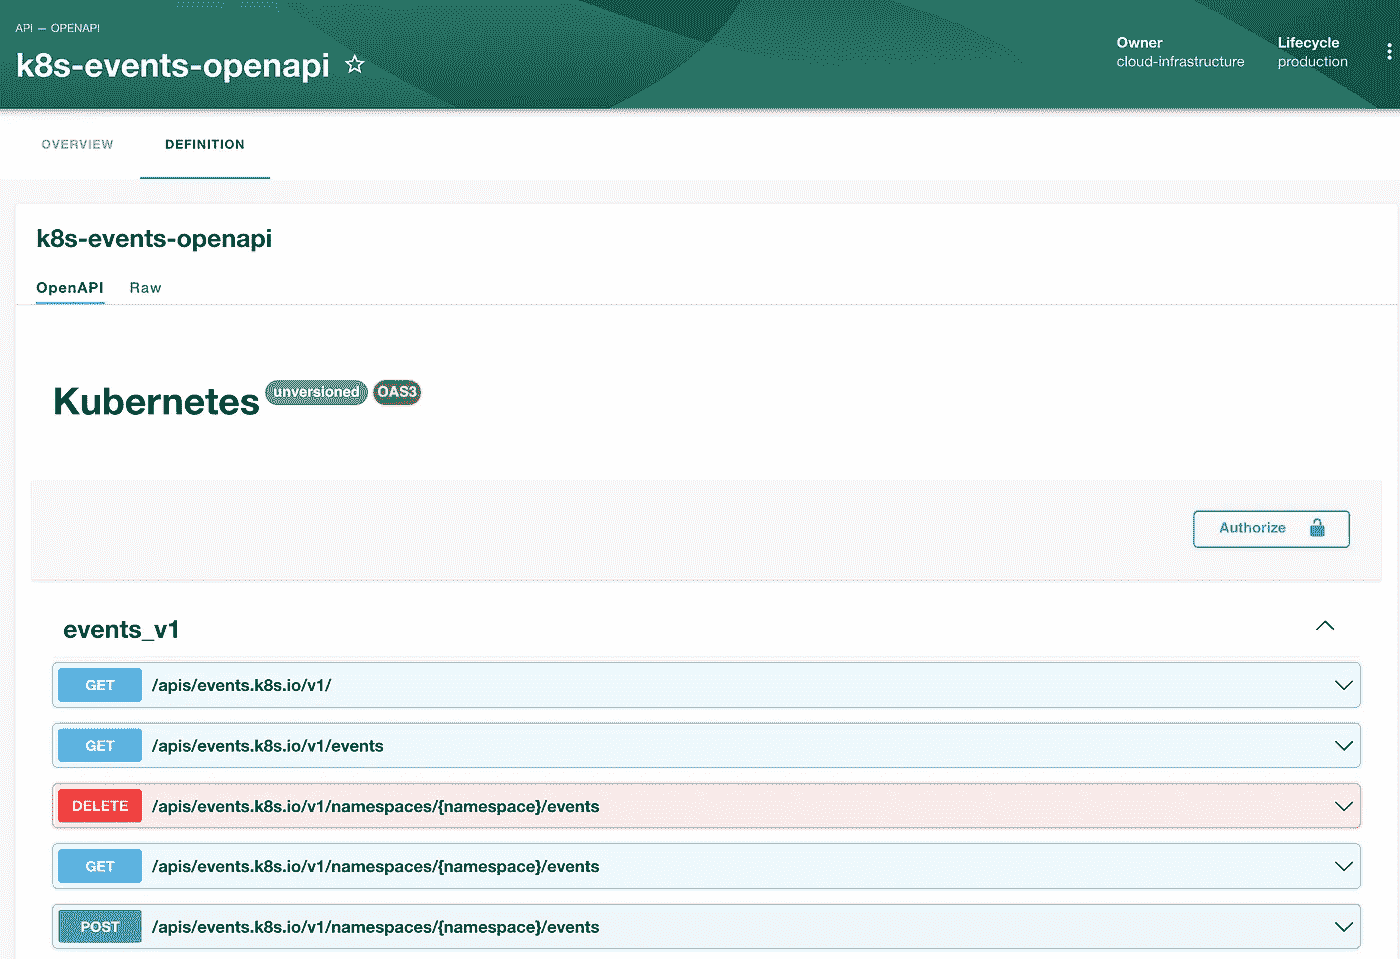 API — OPENAPI
k8s-events-openapi
Owner
cloud-infrastructure
Lifecycle
production
OVERVIEW
DEFINITION
k8s-events-openapi
OpenAPI Raw
Kubernetes unversioned OAS3
Authorize
events_v1
GET /apis/events.k8s.io/v1/
GET /apis/events.k8s.io/v1/events
DELETE /apis/events.k8s.io/v1/namespaces/{namespace}/events
GET /apis/events.k8s.io/v1/namespaces/{namespace}/events
POST /apis/events.k8s.io/v1/namespaces/{namespace}/events